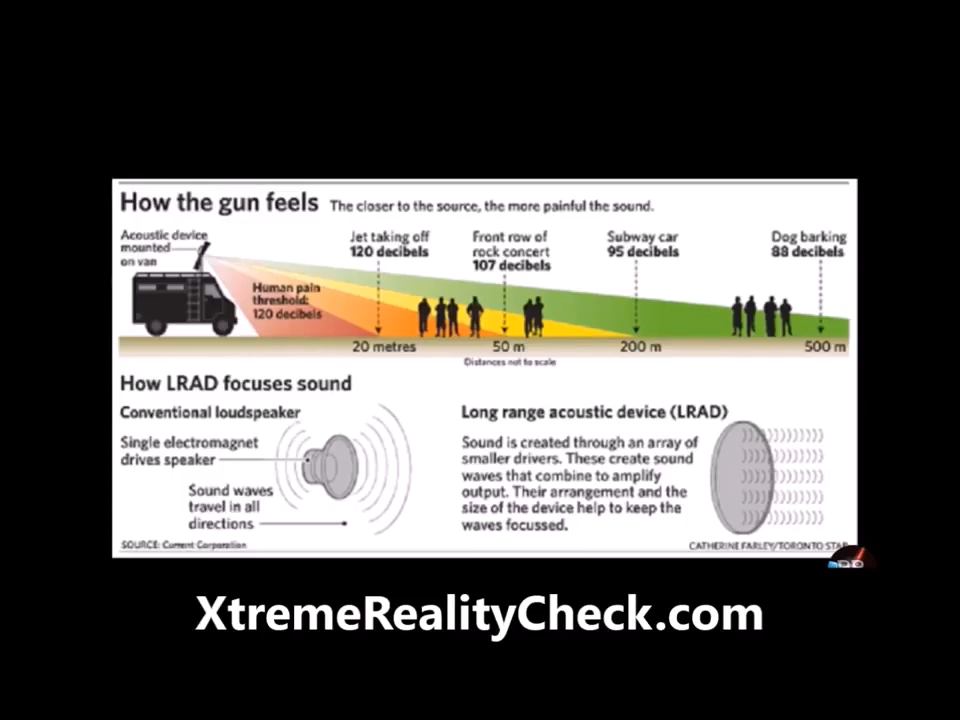 How the gun feels The closer to the source, the more painful the sound.
Acoustic device
mounted
on van
Jet taking off
120 decibels
Front row of
rock concert
107 decibels
Subway car
95 decibels
Dog barking
88 decibels
Human pain
threshold:
120 decibels
20 metres
50 m
200 m
500 m
Distances not to scale
How LRAD focuses sound
Conventional loudspeaker
Single electromagnet
drives speaker
Sound waves
travel in all
directions
Long range acoustic device (LRAD)
Sound is created through an array of
smaller drivers. These create sound
waves that combine to amplify
output. Their arrangement and the
size of the device help to keep the
waves focussed.
SOURCE: Current Corporation
CATHERINE FARLEY/TORONTO STAR
XtremeRealityCheck.com